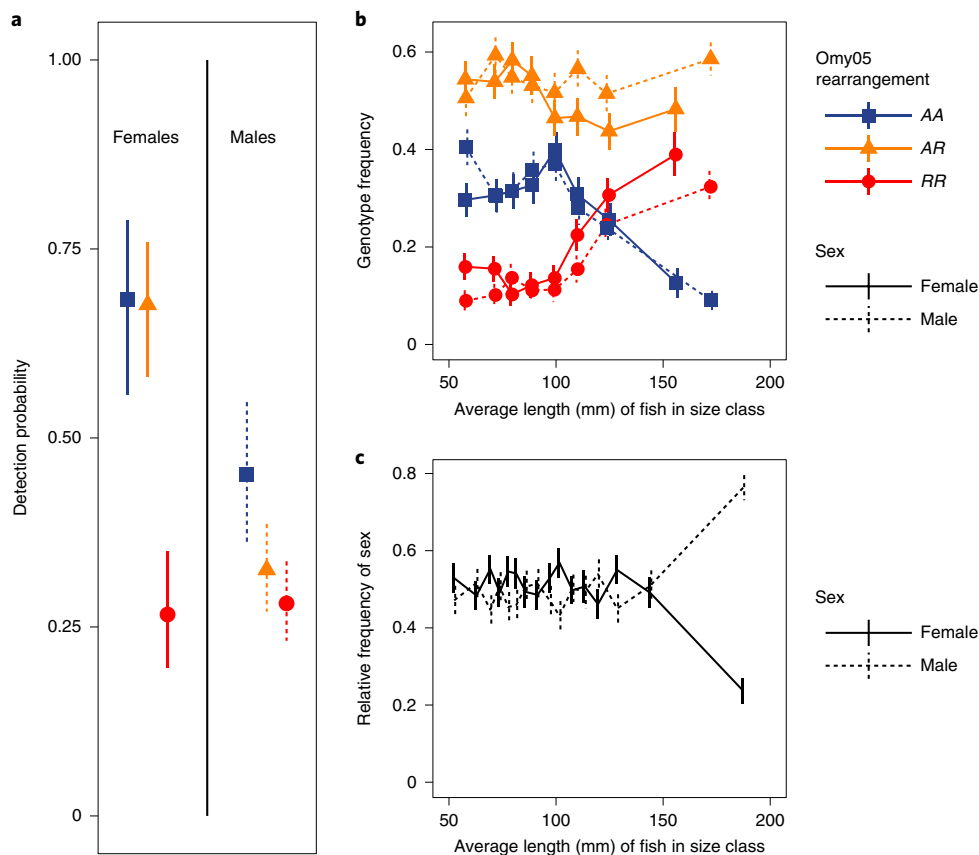 a
1.00
Females
Males
0.75
0.50
0.25
0
Detection probability
b
0.6
0.4
0.2
0
Genotype frequency
50
100
150
200
Average length (mm) of fish in size class
Omy05
rearrangement
AA
AR
RR
Sex
Female
Male
c
0.8
0.6
0.4
0.2
0
Relative frequency of sex
50
100
150
200
Average length (mm) of fish in size class
Sex
Female
Male